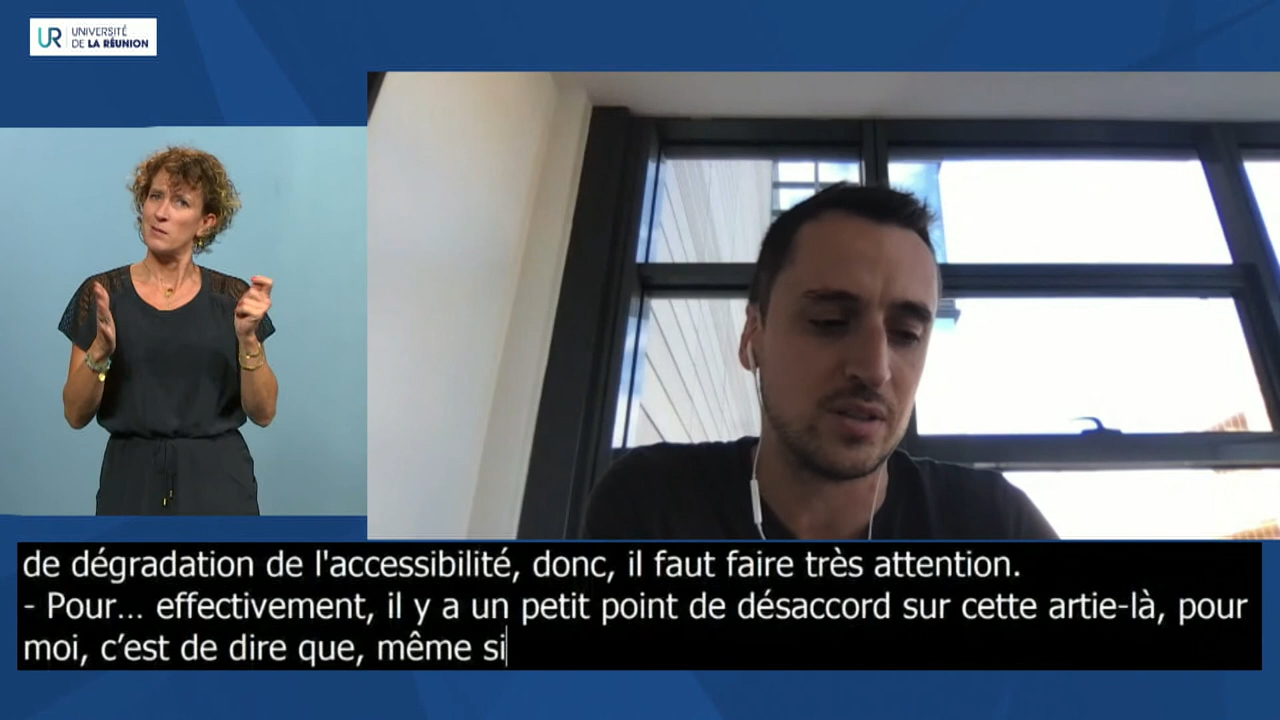 UR UNIVERSITÉ
DE LA RÉUNION
de dégradation de l'accessibilité, donc, il faut faire très attention.
- Pour... effectivement, il y a un petit point de désaccord sur cette artie-là, pour
moi, c’est de dire que, même si